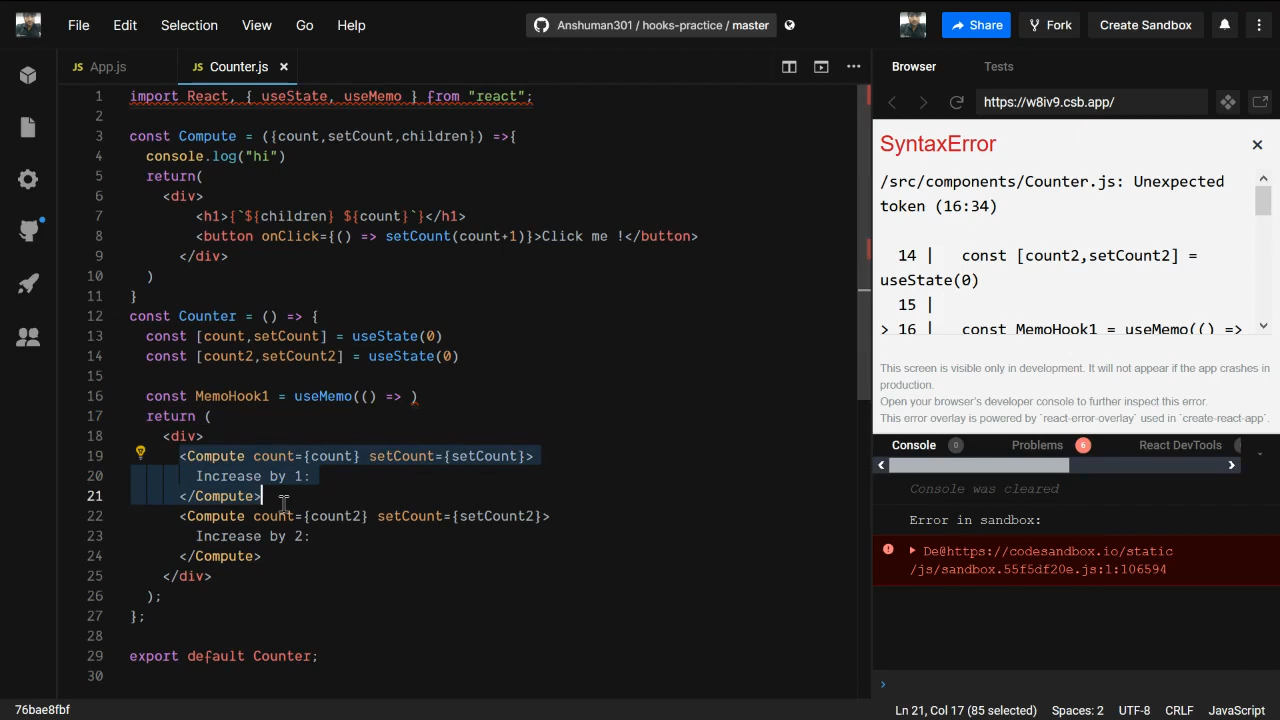 File Edit Selection View Go Help
Anshuman301 / hooks-practice / master
Share Fork Create Sandbox
JS App.js
JS Counter.js ×
Browser Tests
https://w8iv9.csb.app/
1 import React, { useState, useMemo } from "react";
2
3 const Compute = ({count,setCount,children}) =>{
4 console.log("hi")
5 return(
6 <div>
7 <h1>{`${children} ${count}`}</h1>
8 <button onClick={() => setCount(count+1)}>Click me !</button>
9 </div>
10 )
11 }
12 const Counter = () => {
13 const [count,setCount] = useState(0)
14 const [count2,setCount2] = useState(0)
15
16 const MemoHook1 = useMemo(() => )
17 return (
18 <div>
19 <Compute count={count} setCount={setCount}>
20 Increase by 1:
21 </Compute>
22 <Compute count={count2} setCount={setCount2}>
23 Increase by 2:
24 </Compute>
25 </div>
26 );
27 };
28
29 export default Counter;
30
SyntaxError
/src/components/Counter.js: Unexpected
token (16:34)
14 | const [count2,setCount2] =
useState(0)
15 |
> 16 | const MemoHook1 = useMemo(() =>
This screen is visible only in development. It will not appear if the app crashes in
production.
Open your browser's developer console to further inspect this error.
This error overlay is powered by `react-error-overlay` used in `create-react-app`.
Console 0 Problems 6 React DevTools
Console was cleared
Error in sandbox:
De@https://codesandbox.io/static
/js/sandbox.55f5df20e.js:1:106594
76bae8fbf
Ln 21, Col 17 (85 selected) Spaces: 2 UTF-8 CRLF JavaScript